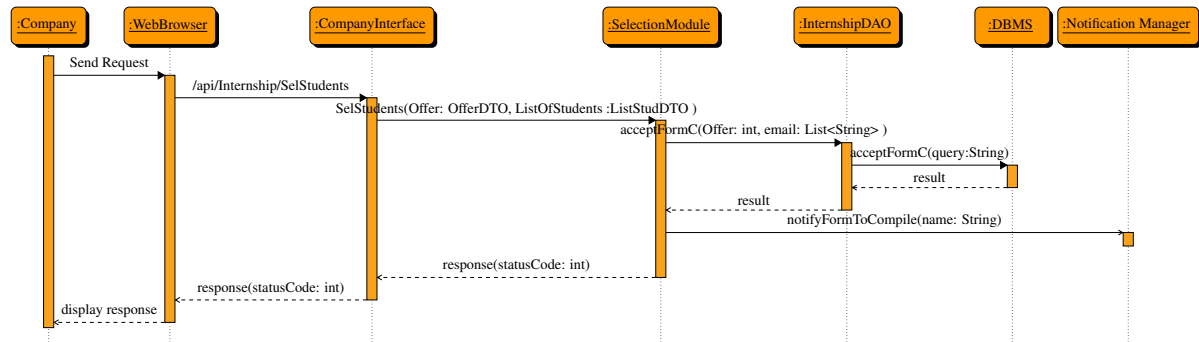 :Company
:WebBrowser
:CompanyInterface
:SelectionModule
:InternshipDAO
:DBMS
:Notification Manager
Send Request
/api/Internship/SelStudents
SelStudents(Offer: OfferDTO, ListOfStudents :ListStudDTO )
acceptFormC(Offer: int, email: List<String> )
acceptFormC(query:String)
result
result
notifyFormToCompile(name: String)
response(statusCode: int)
response(statusCode: int)
display response